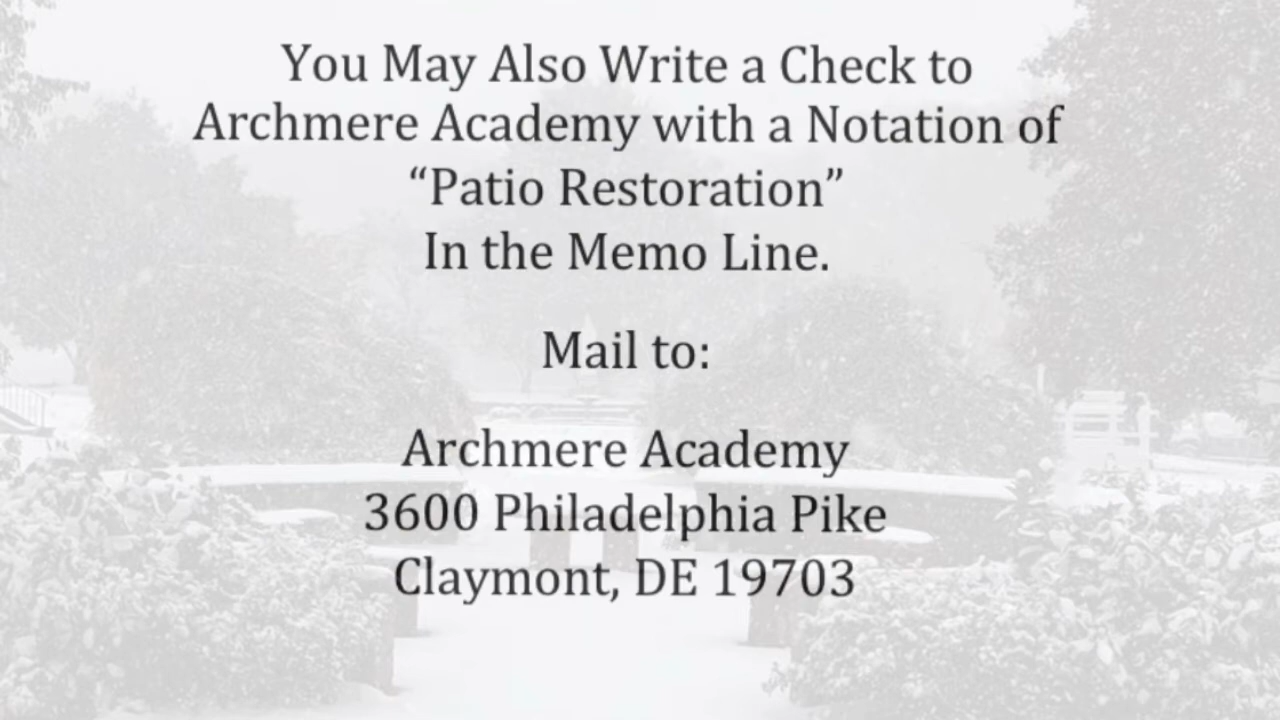 You May Also Write a Check to
Archmere Academy with a Notation of
“Patio Restoration”
In the Memo Line.
Mail to:
Archmere Academy
3600 Philadelphia Pike
Claymont, DE 19703